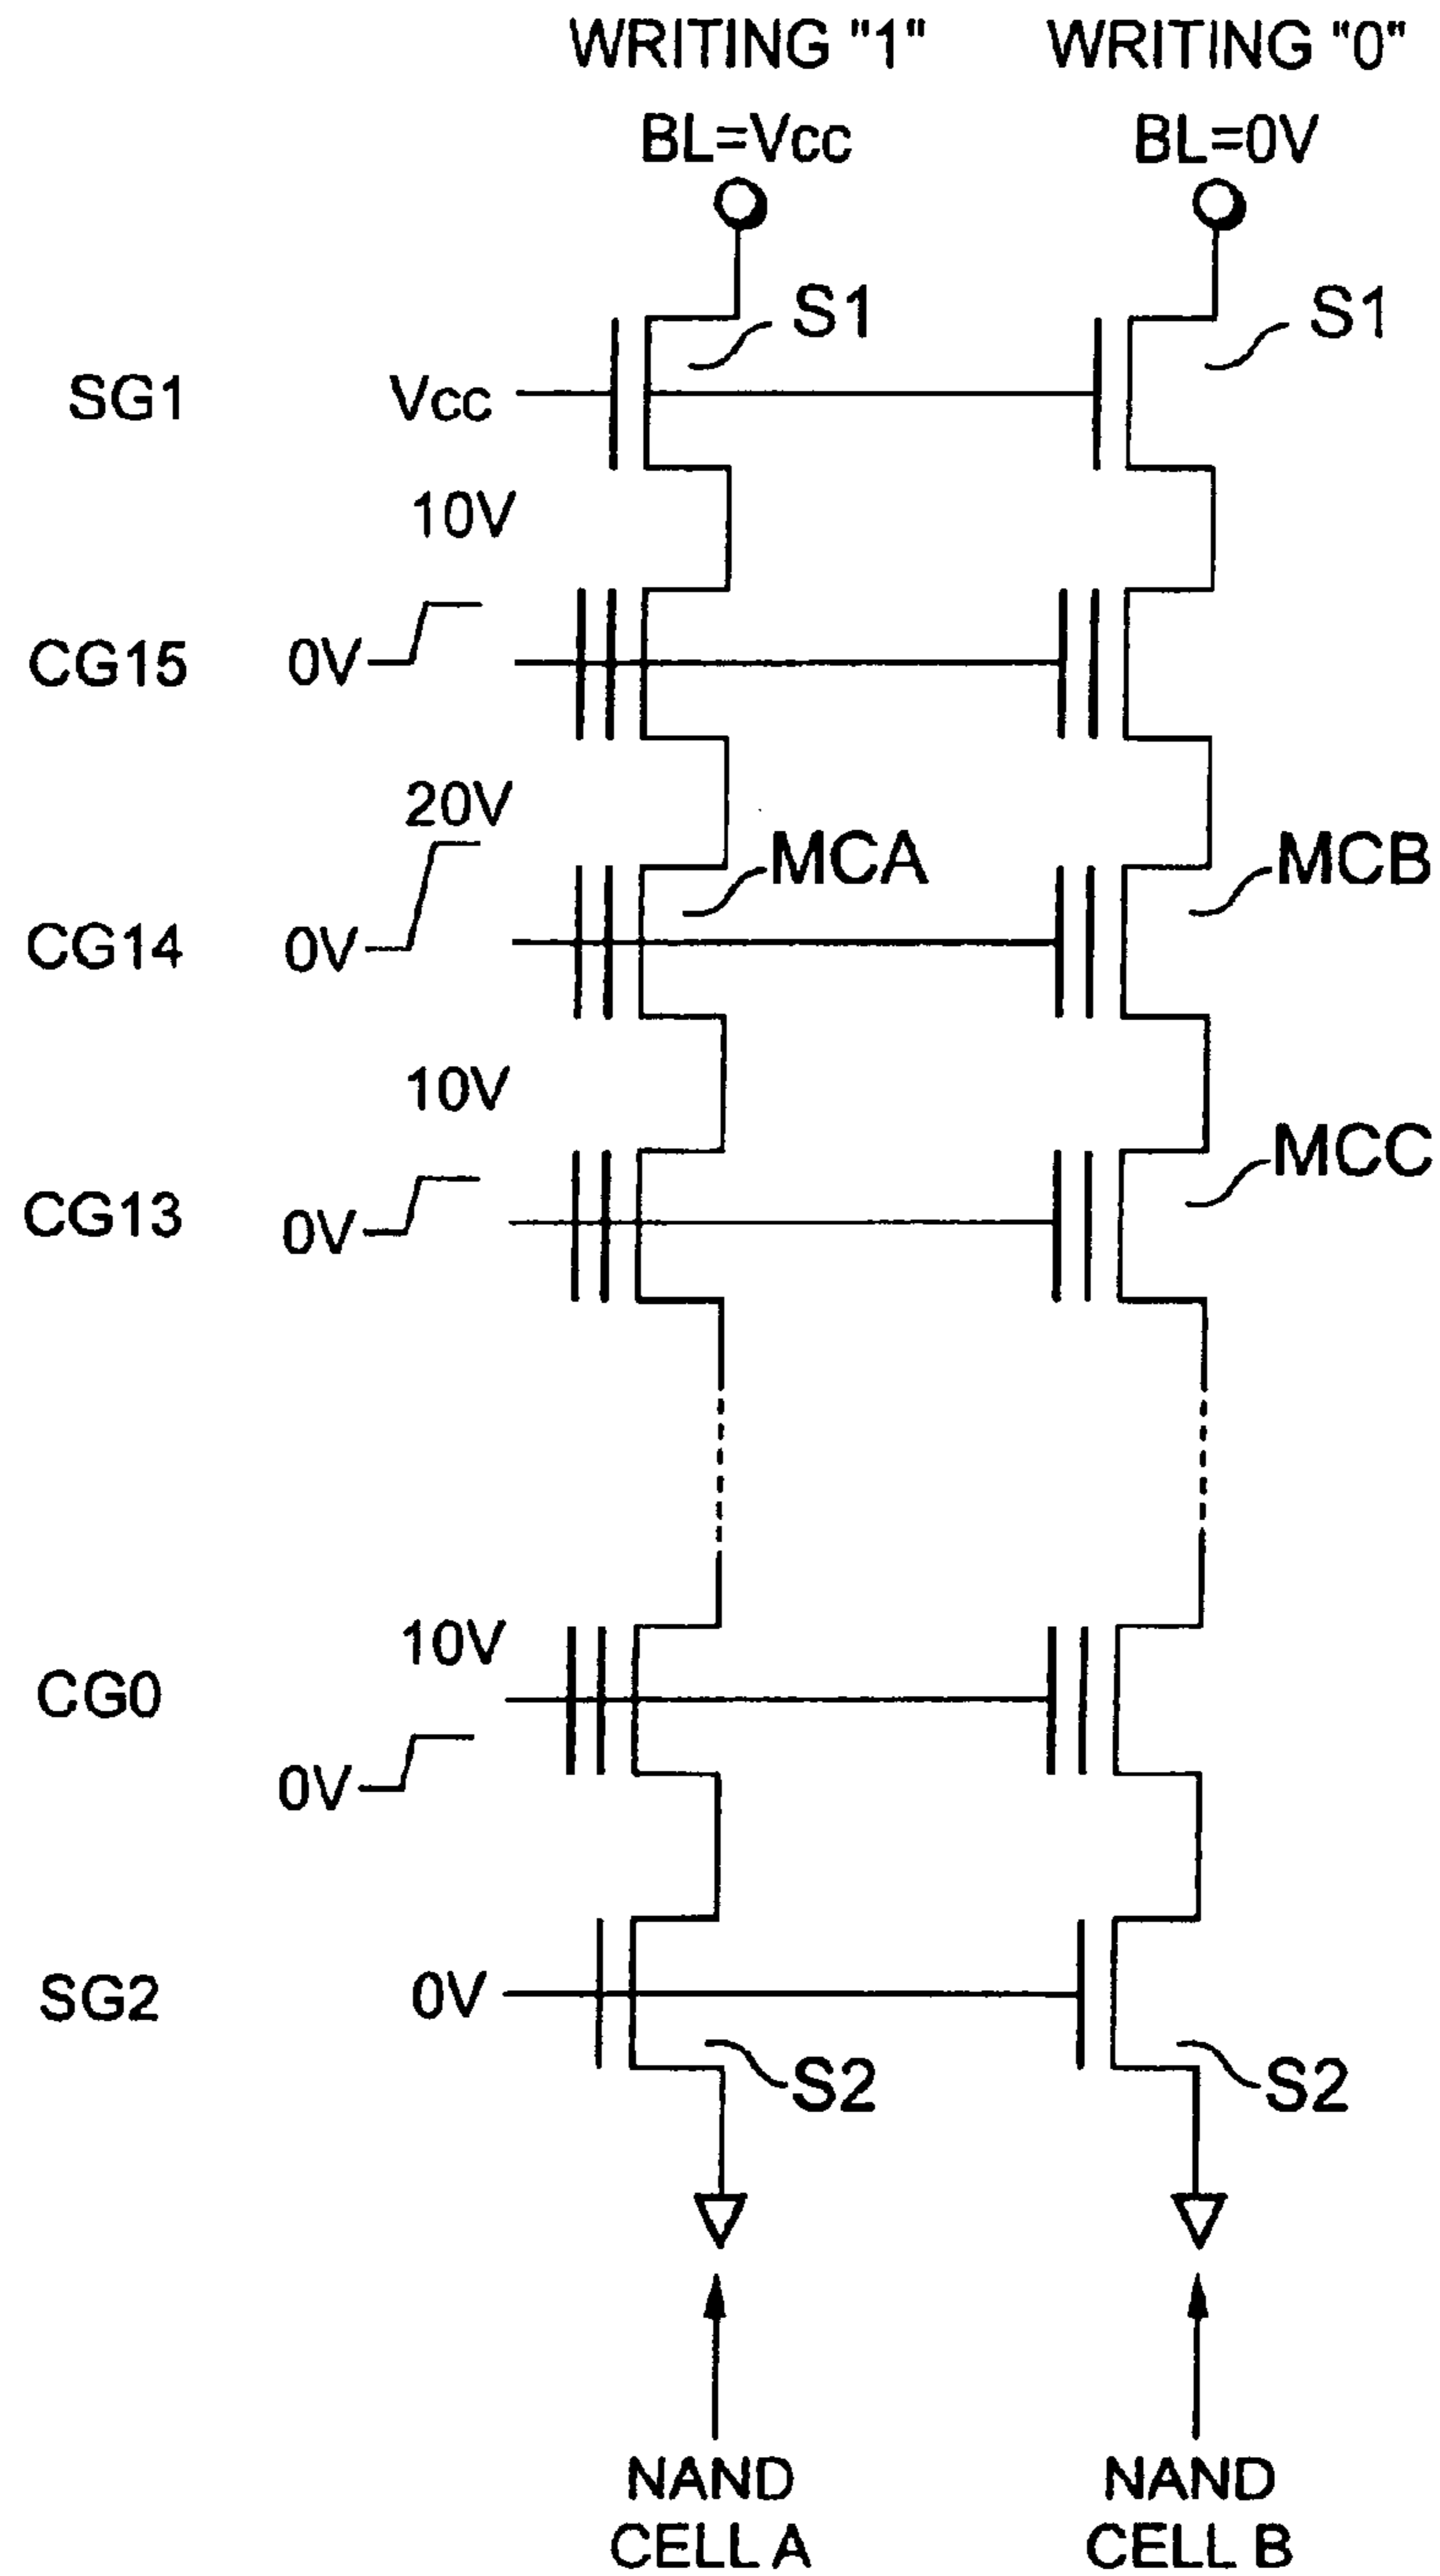 WRITING "1" WRITING "0"
BL=Vcc BL=0V
S1 S1
SG1 Vcc
10V
CG15 0V
20V
MCA MCB
CG14 0V
10V
MCC
CG13 0V
10V
CG0
0V
SG2 0V
S2 S2
NAND NAND
CELL A CELL B